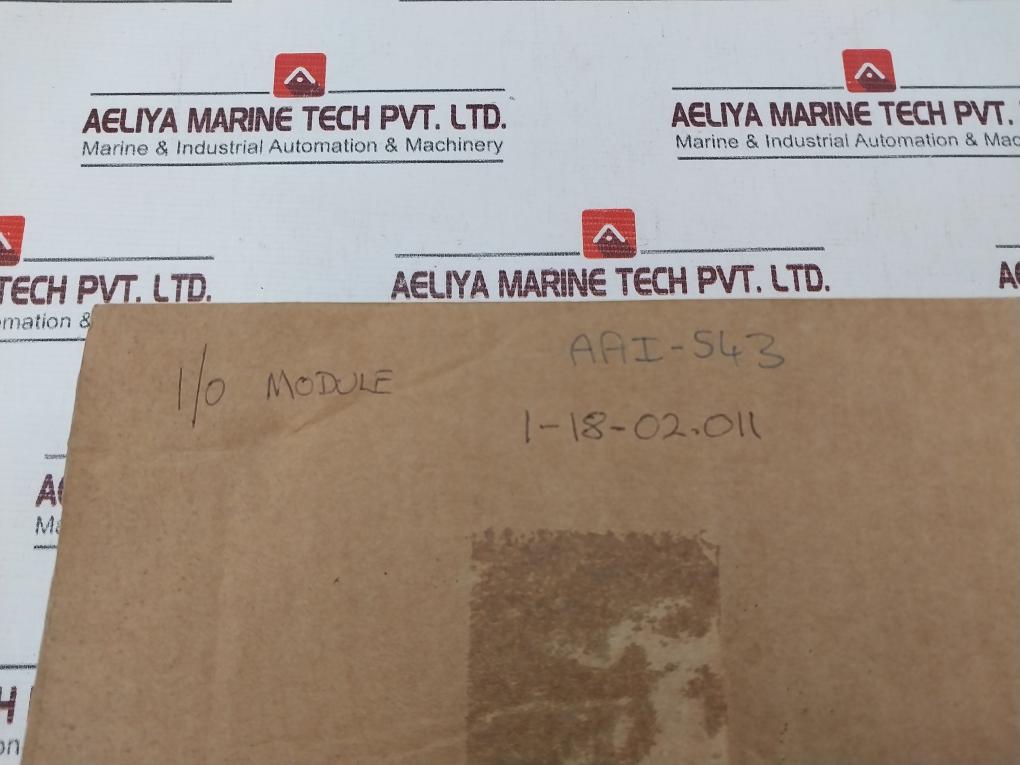 AELIYA MARINE TECH PVT. LTD.
Marine & Industrial Automation & Machinery
AELIYA MARINE TECH PVT.
Marine & Industrial Automation & Mac
TECH PVT. LTD.
mation &
AELIYA MARINE TECH PVT. LTD.
I/O MODULE
AAI-543
1-18-02.011